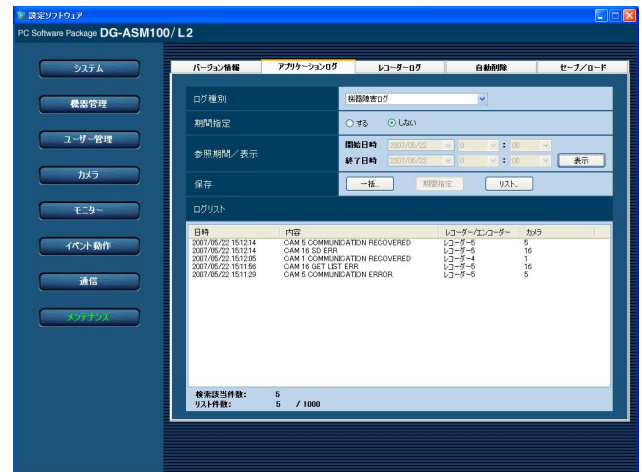 設定ソフトウェア
PC Software Package DG-ASM100/L2
システム
機器管理
ユーザー管理
カメラ
モニター
イベント動作
通信
メンテナンス
バージョン情報 アプリケーションログ レコーダーログ 自動削除 セーブ/ロード
ログ種別 機器障害ログ
期間指定 する しない
参照期間/表示 開始日時 2007/05/22 0 : 00
終了日時 2007/05/22 0 : 00 表示
保存 一括... 期間指定... リスト...
ログリスト
日時 内容 レコーダー/エンコーダー カメラ
2007/05/22 15:12:14 CAM 5 COMMUNICATION RECOVERED レコーダー5 5
2007/05/22 15:12:14 CAM 16 SD ERR レコーダー5 16
2007/05/22 15:12:05 CAM 1 COMMUNICATION RECOVERED レコーダー4 1
2007/05/22 15:11:56 CAM 16 GET LIST ERR レコーダー5 16
2007/05/22 15:11:29 CAM 5 COMMUNICATION ERROR レコーダー5 5
検索該当件数: 5
リスト件数: 5 / 1000